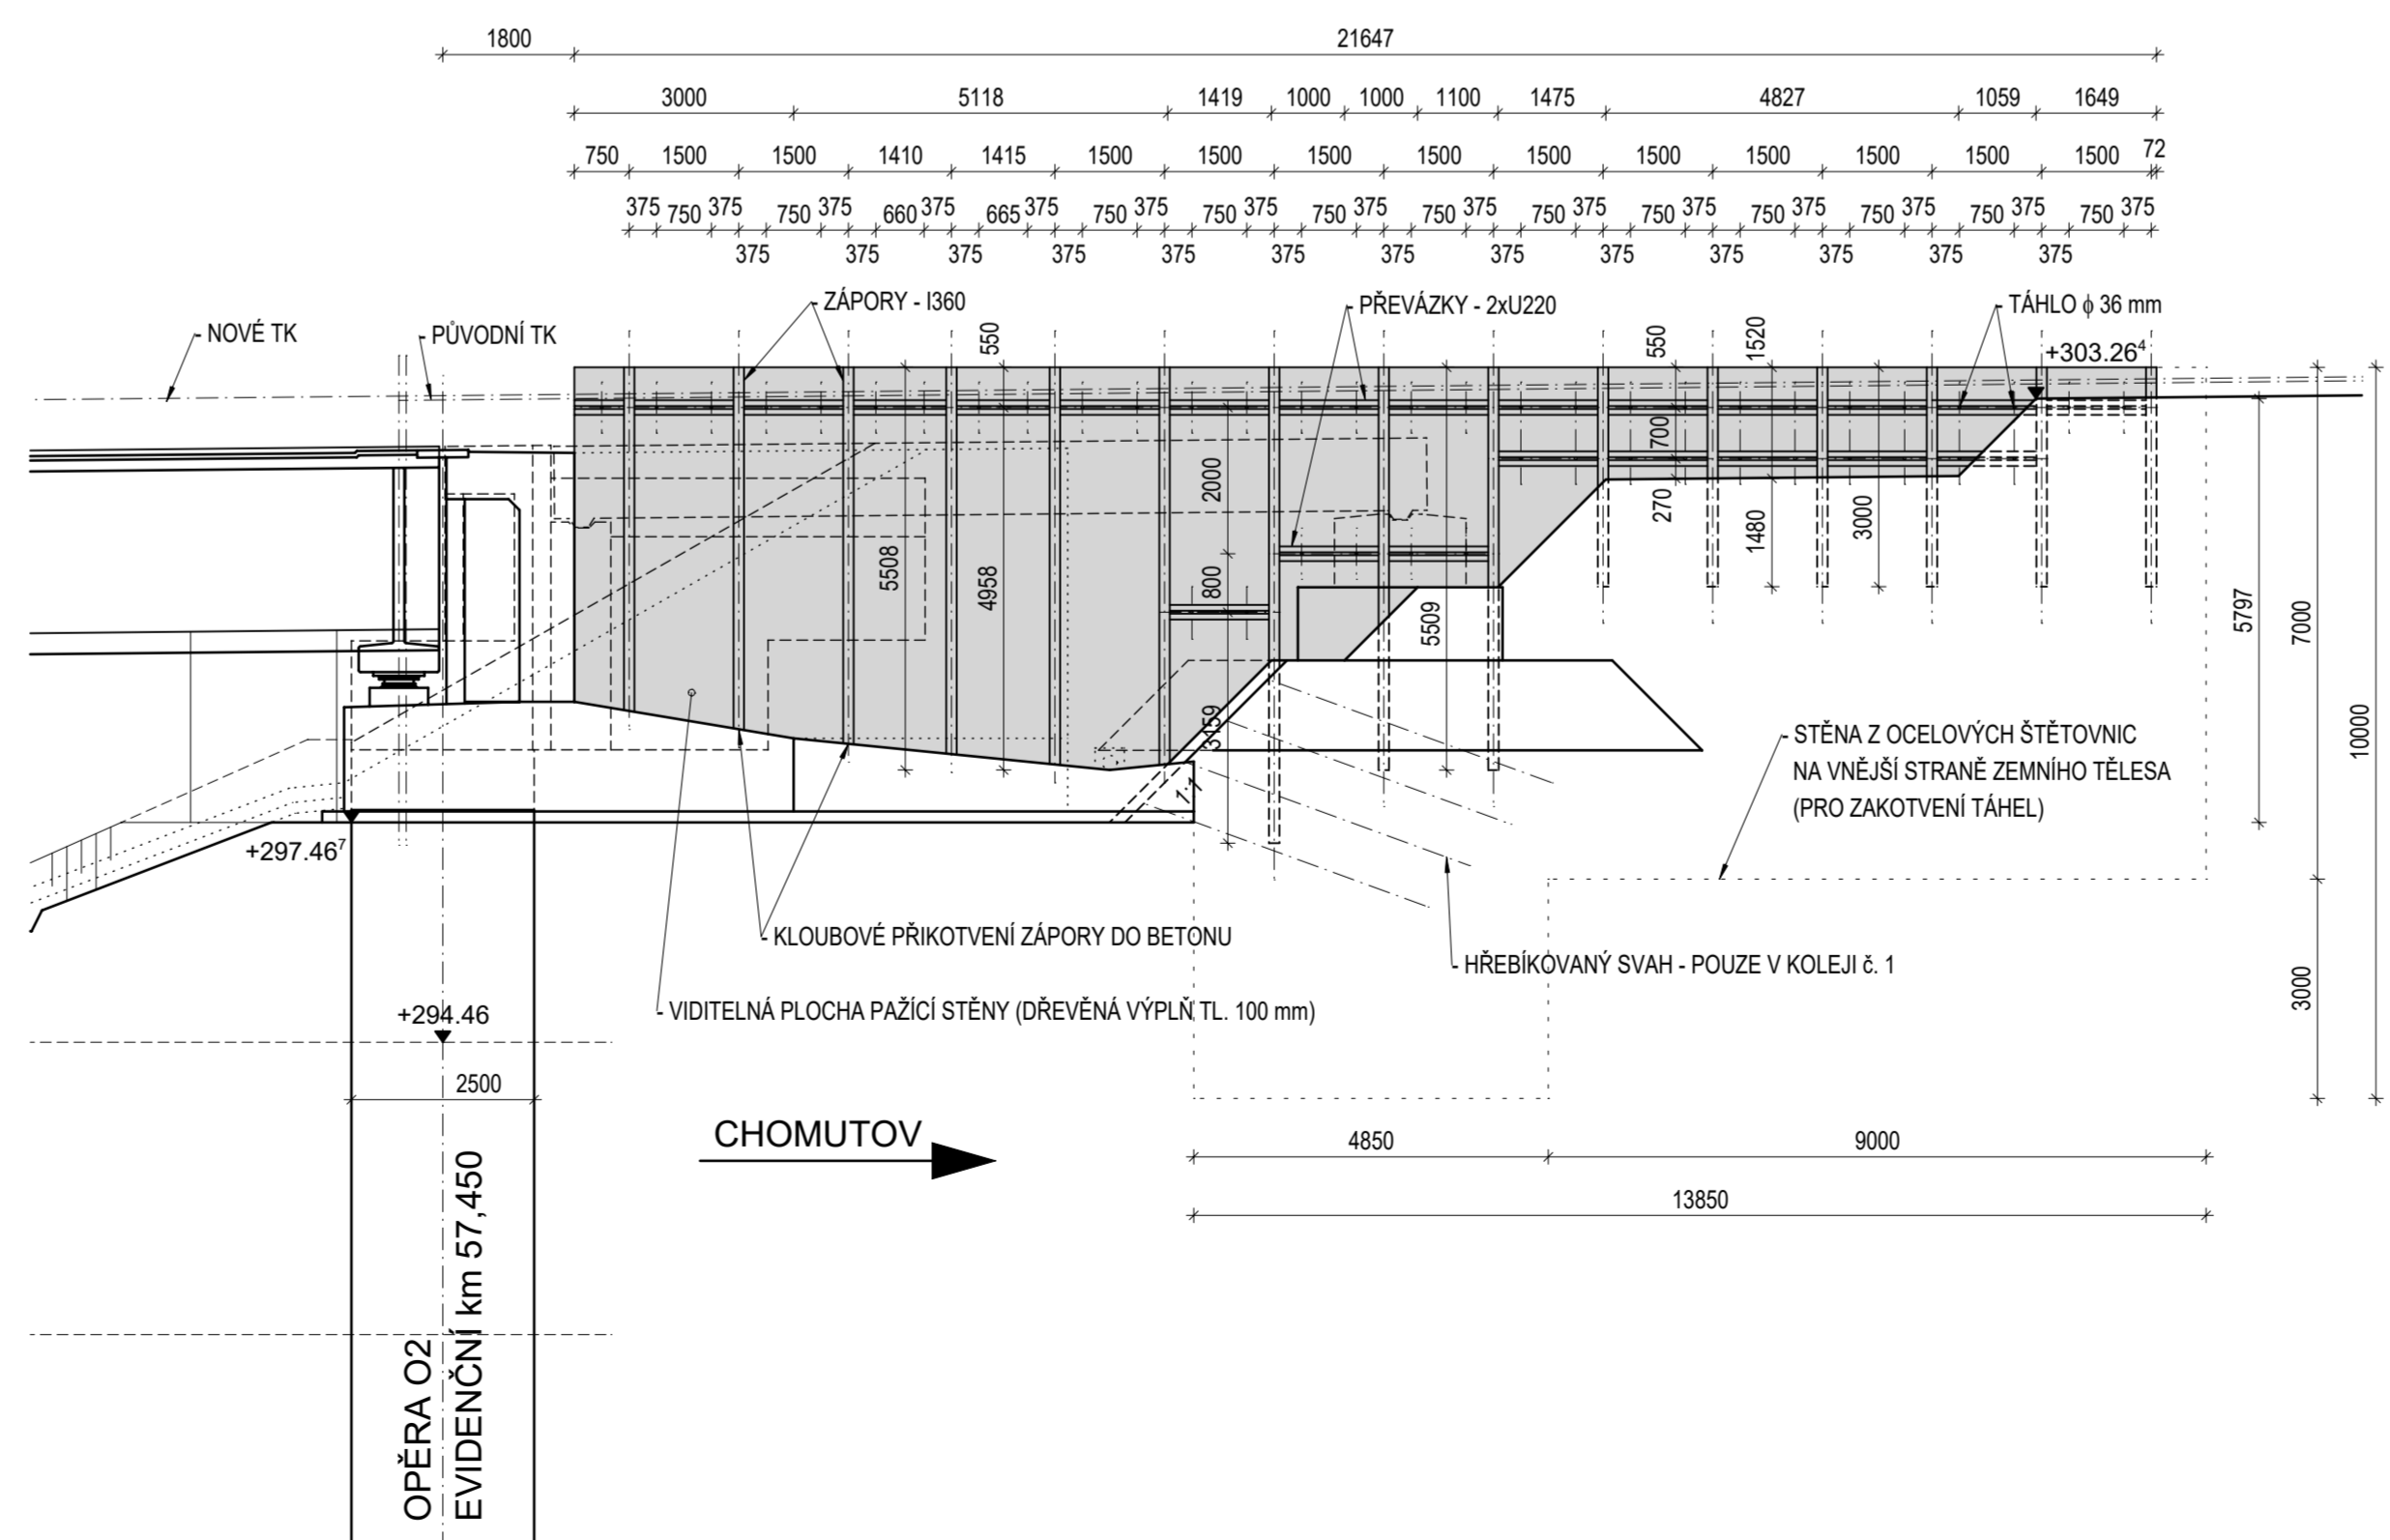 1800 21647
3000 5118 1419 1000 1000 1100 1475 4827 1059 1649
750 1500 1500 1410 1415 1500 1500 1500 1500 1500 1500 1500 1500 1500 1500 72
375 750 375 750 375 660 375 665 375 750 375 750 375 750 375 750 375 750 375 750 375 750 375 750 375 750 375 750 375
375 375 375 375 375 375 375 375 375 375 375 375 375
- NOVÉ TK
- PŮVODNÍ TK
- ZÁPORY - I360
550
- PŘEVÁZKY - 2xU220
550
1520
- TÁHLO ϕ 36 mm
+303.26⁴
700
2000
270
1480
3000
5508
4958
800
5509
5797
7000
10000
3159
1:1
- STĚNA Z OCELOVÝCH ŠTĚTOVNIC
NA VNĚJŠÍ STRANĚ ZEMNÍHO TĚLESA
(PRO ZAKOTVENÍ TÁHEL)
+297.46⁷
- KLOUBOVÉ PŘIKOTVENÍ ZÁPORY DO BETONU
- HŘEBÍKOVANÝ SVAH - POUZE V KOLEJI č. 1
- VIDITELNÁ PLOCHA PAŽÍCÍ STĚNY (DŘEVĚNÁ VÝPLŇ TL. 100 mm)
3000
+294.46
2500
CHOMUTOV
4850 9000
13850
OPĚRA O2
EVIDENČNÍ km 57,450